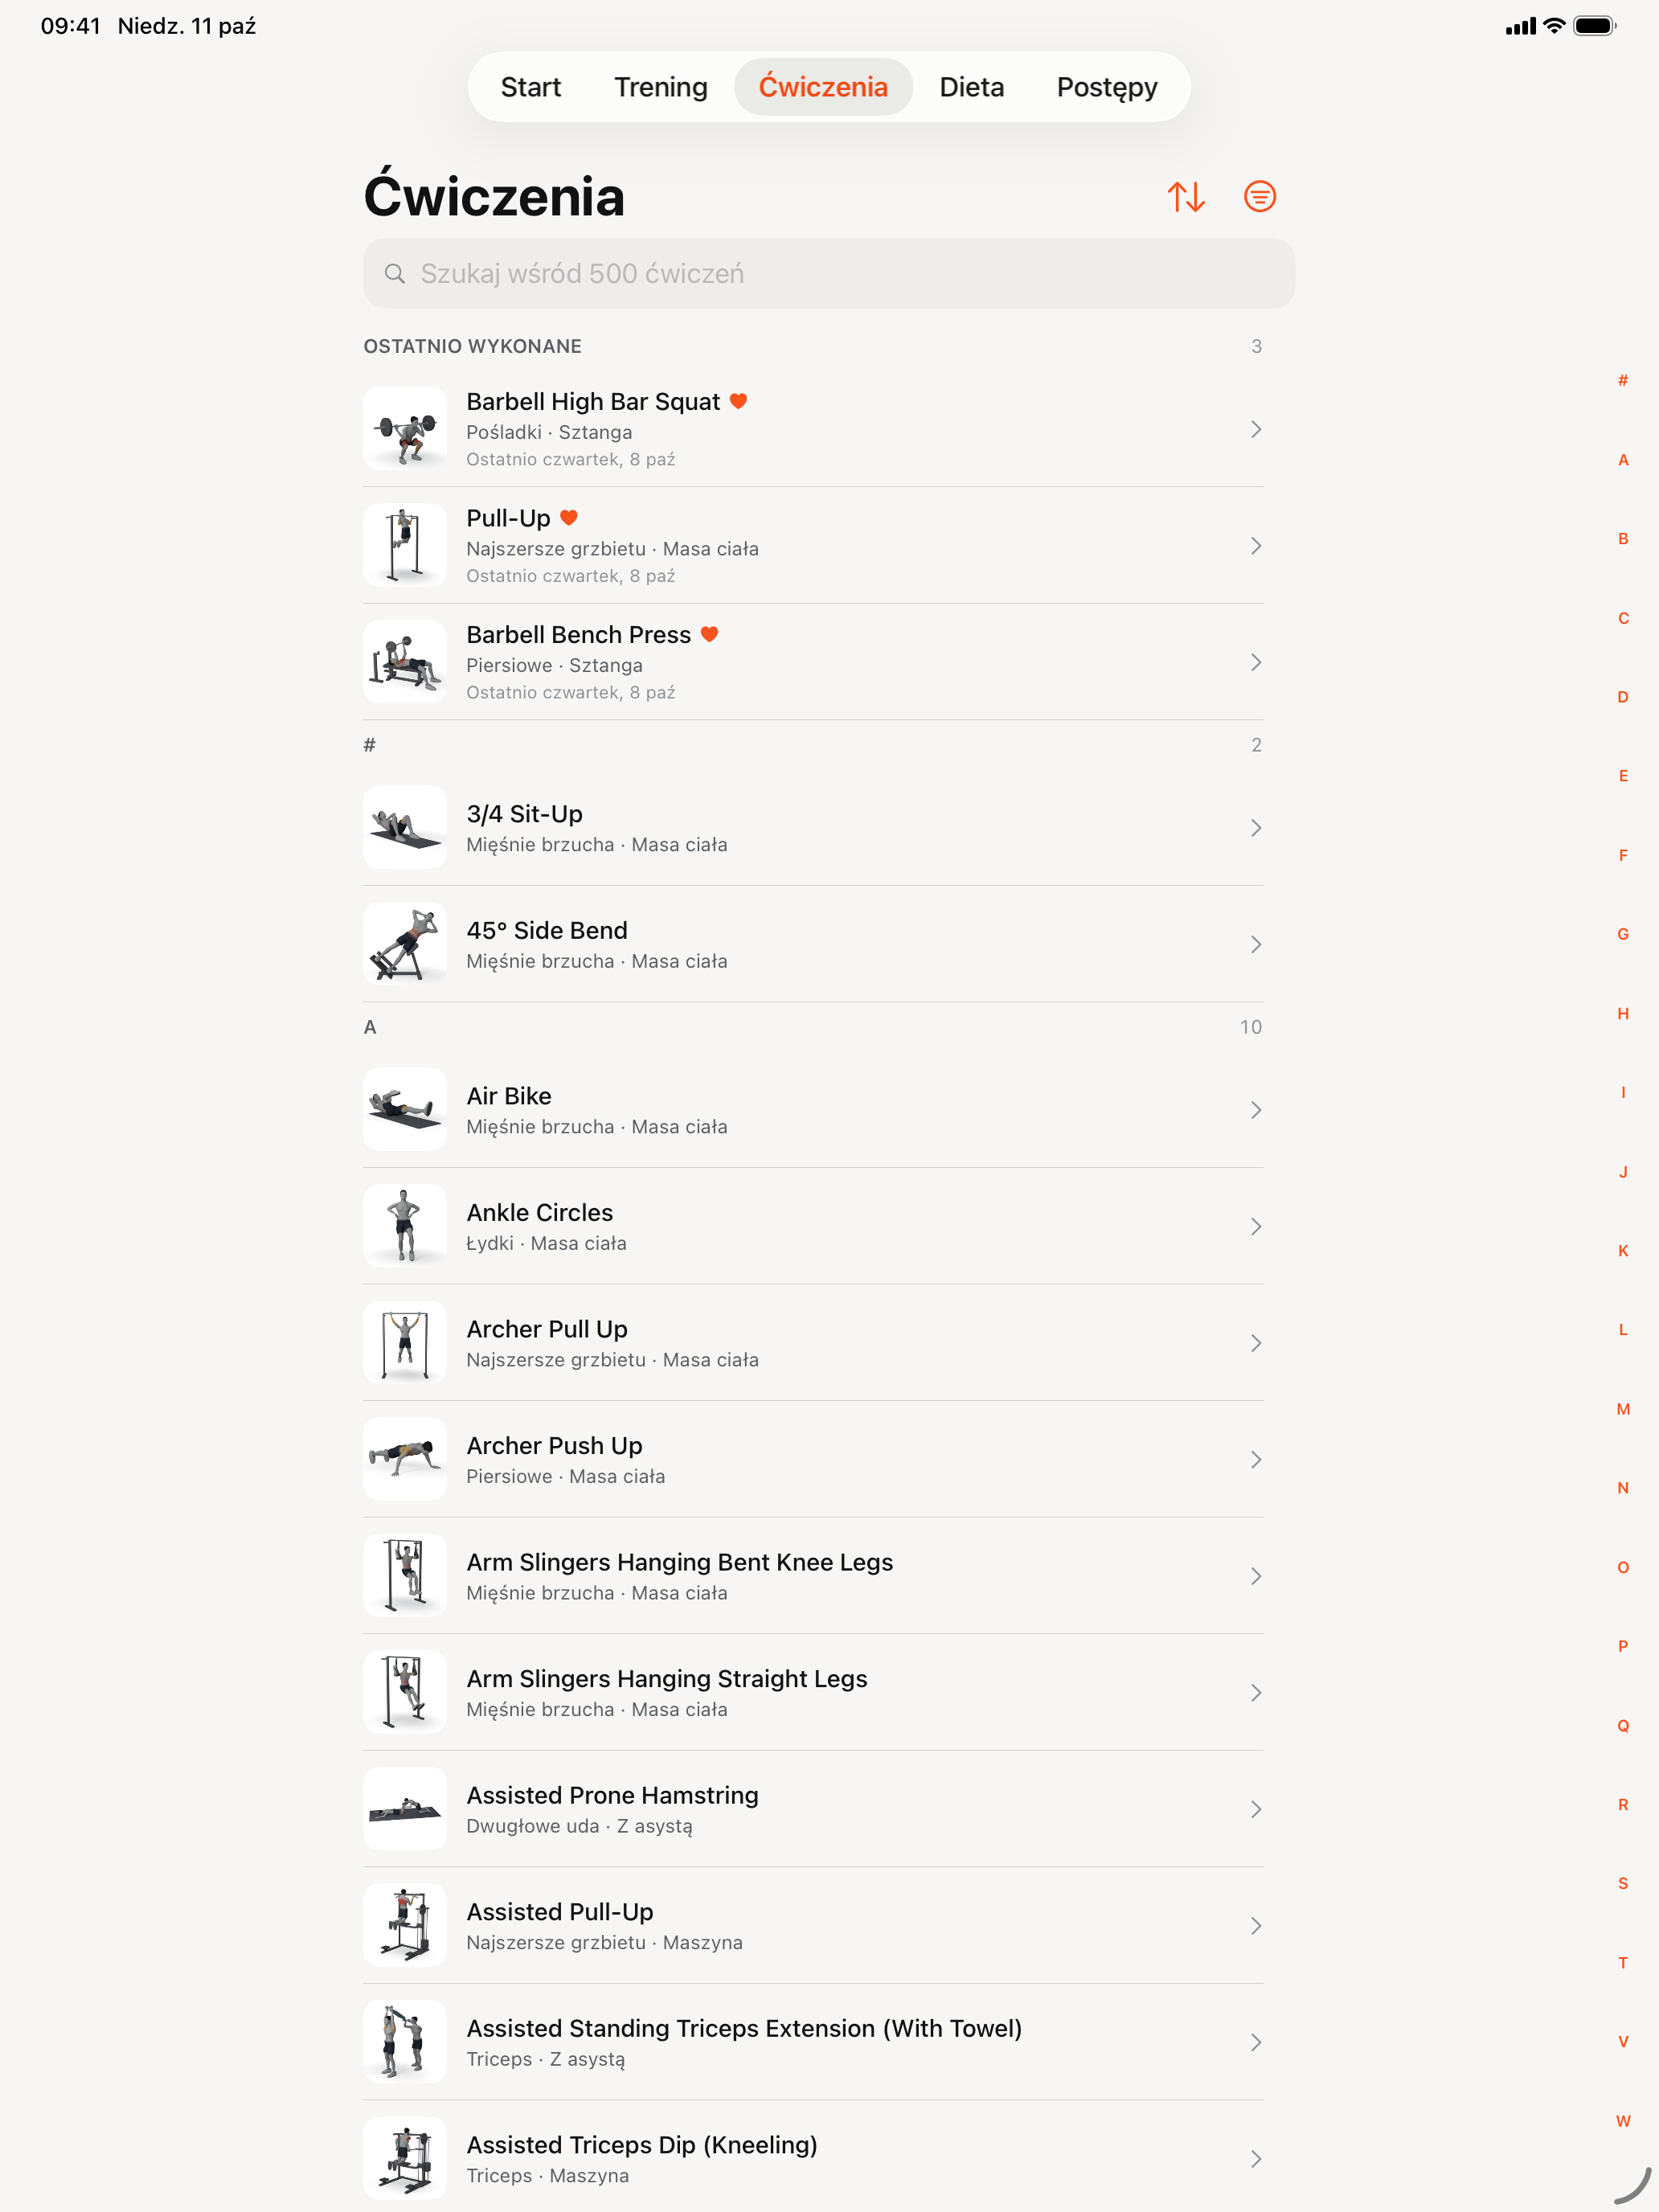 09:41 Niedz. 11 paź
Start Trening Ćwiczenia Dieta Postępy
Ćwiczenia
Szukaj wśród 500 ćwiczeń
OSTATNIO WYKONANE 3
Barbell High Bar Squat
Pośladki · Sztanga
Ostatnio czwartek, 8 paź
Pull-Up
Najszersze grzbietu · Masa ciała
Ostatnio czwartek, 8 paź
Barbell Bench Press
Piersiowe · Sztanga
Ostatnio czwartek, 8 paź
# 2
3/4 Sit-Up
Mięśnie brzucha · Masa ciała
45° Side Bend
Mięśnie brzucha · Masa ciała
A 10
Air Bike
Mięśnie brzucha · Masa ciała
Ankle Circles
Łydki · Masa ciała
Archer Pull Up
Najszersze grzbietu · Masa ciała
Archer Push Up
Piersiowe · Masa ciała
Arm Slingers Hanging Bent Knee Legs
Mięśnie brzucha · Masa ciała
Arm Slingers Hanging Straight Legs
Mięśnie brzucha · Masa ciała
Assisted Prone Hamstring
Dwugłowe uda · Z asystą
Assisted Pull-Up
Najszersze grzbietu · Maszyna
Assisted Standing Triceps Extension (With Towel)
Triceps · Z asystą
Assisted Triceps Dip (Kneeling)
Triceps · Maszyna
#
A
B
C
D
E
F
G
H
I
J
K
L
M
N
O
P
Q
R
S
T
V
W